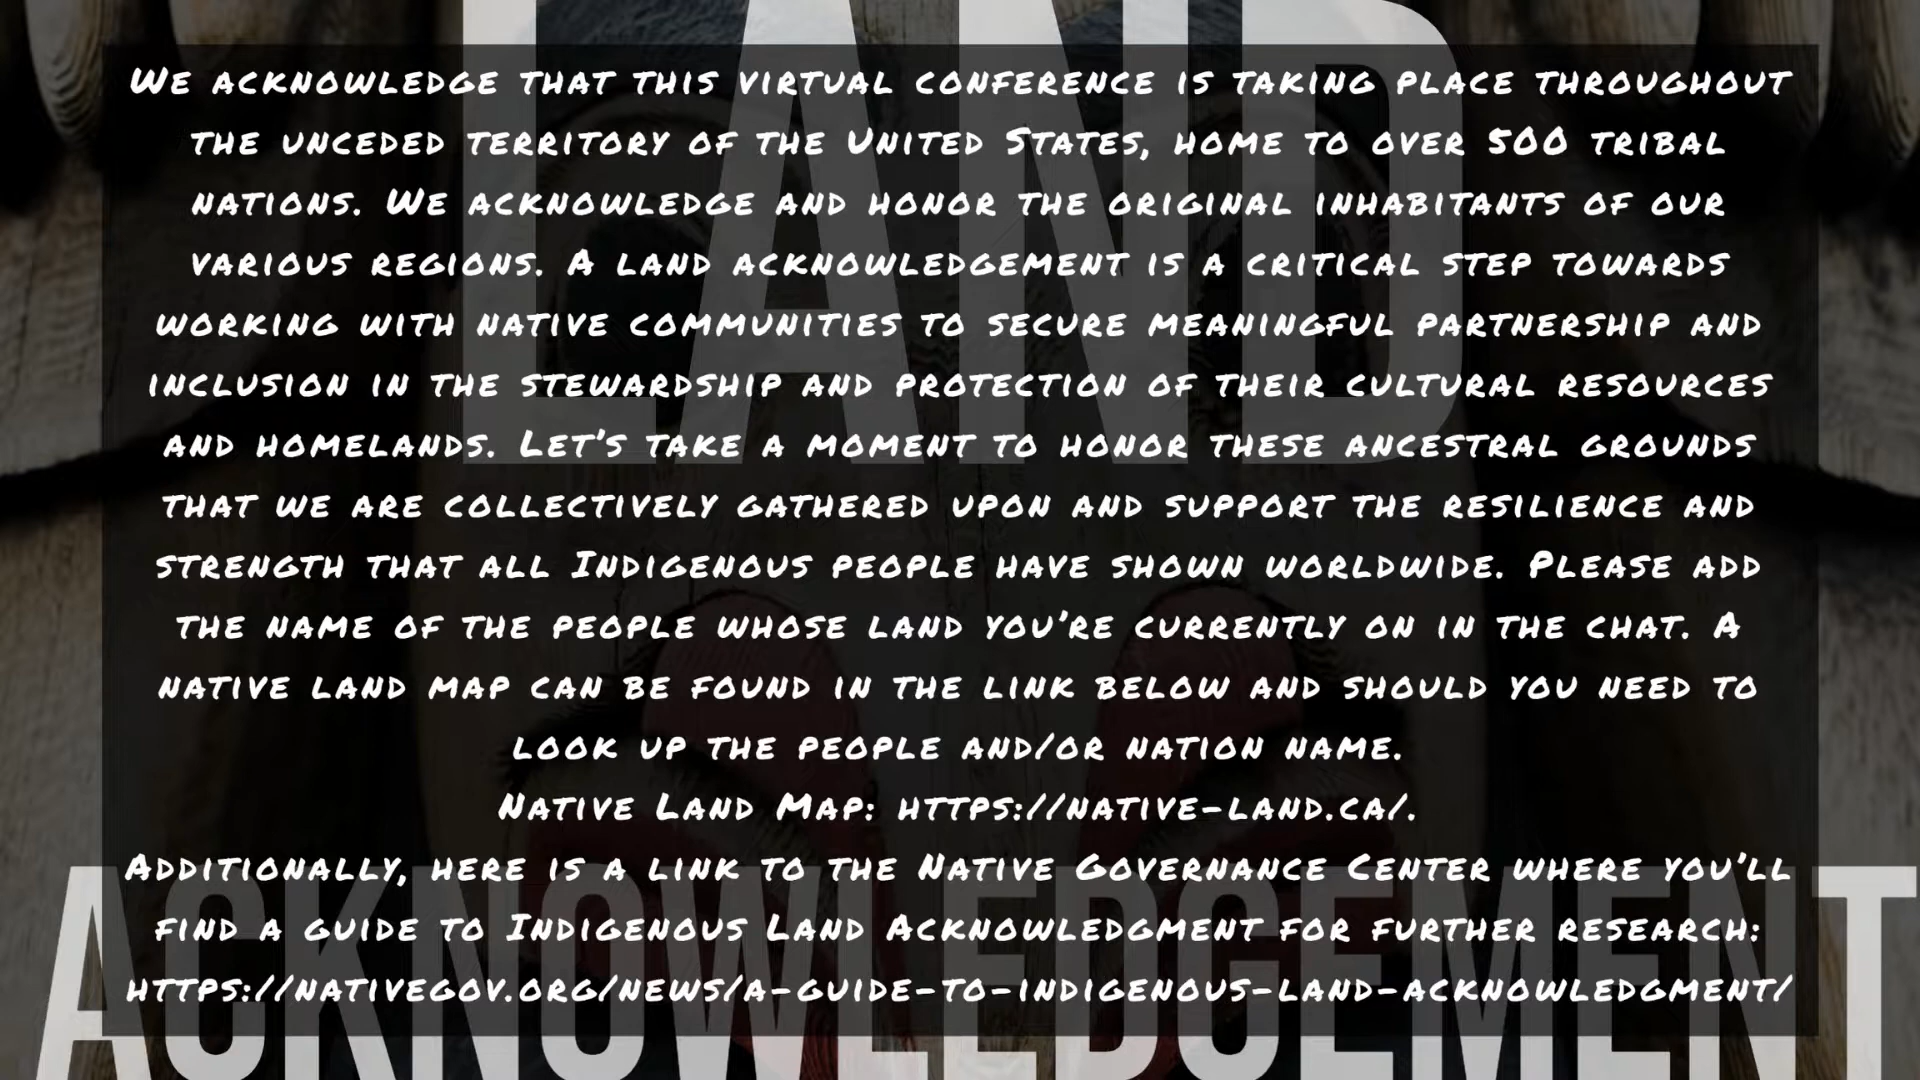 LAND
We acknowledge that this virtual conference is taking place throughout
the unceded territory of the United States, home to over 500 tribal
nations. We acknowledge and honor the original inhabitants of our
various regions. A land acknowledgement is a critical step towards
working with native communities to secure meaningful partnership and
inclusion in the stewardship and protection of their cultural resources
and homelands. Let's take a moment to honor these ancestral grounds
that we are collectively gathered upon and support the resilience and
strength that all Indigenous people have shown worldwide. Please add
the name of the people whose land you're currently on in the chat. A
native land map can be found in the link below and should you need to
look up the people and/or nation name.
Native Land Map: https://native-land.ca/.
Additionally, here is a link to the Native Governance Center where you'll
find a guide to Indigenous Land Acknowledgment for further research:
https://nativegov.org/news/a-guide-to-indigenous-land-acknowledgment/
ACKNOWLEDGEMENT